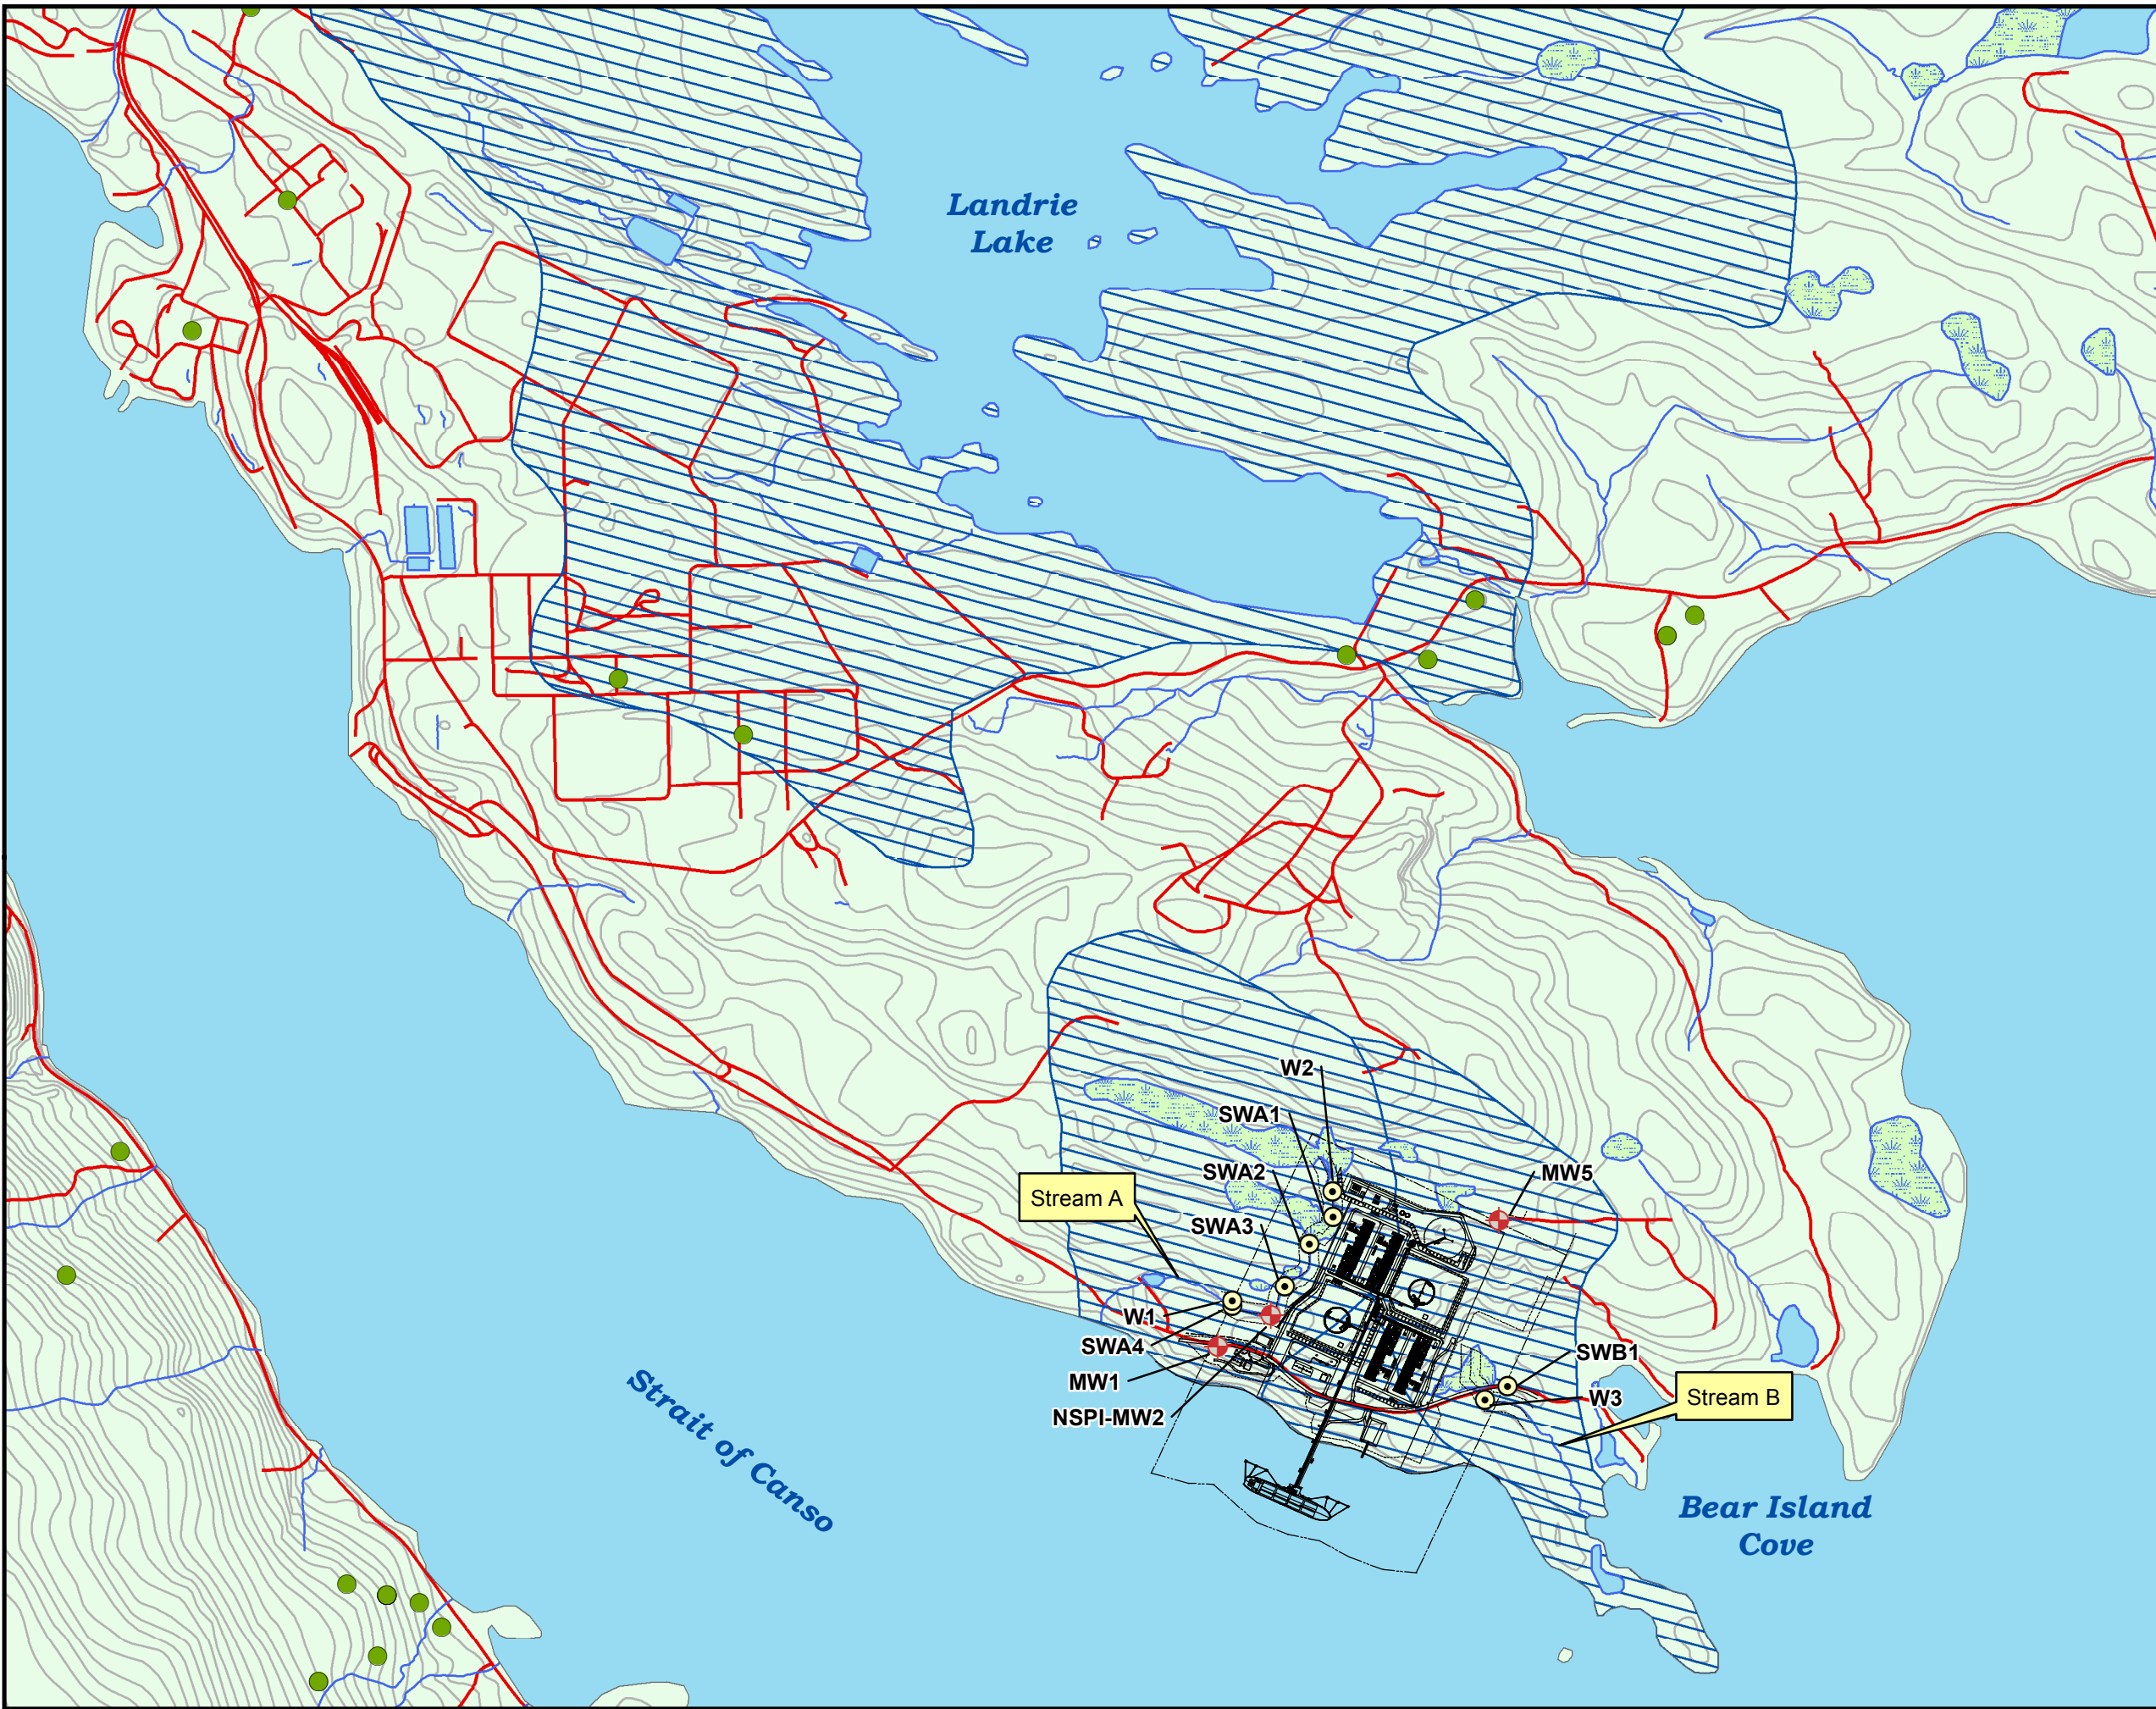 Landrie
Lake
W2
SWA1
SWA2
MW5
Stream A
SWA3
W1
SWA4
SWB1
MW1
W3
Stream B
NSPI-MW2
Strait of Canso
Bear Island
Cove